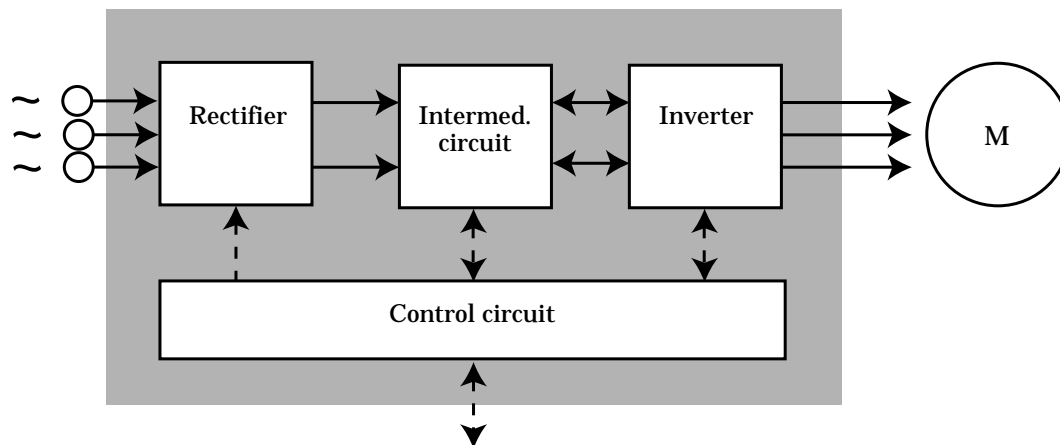 ~
~
~
Rectifier
Intermed.
circuit
Inverter
M
Control circuit